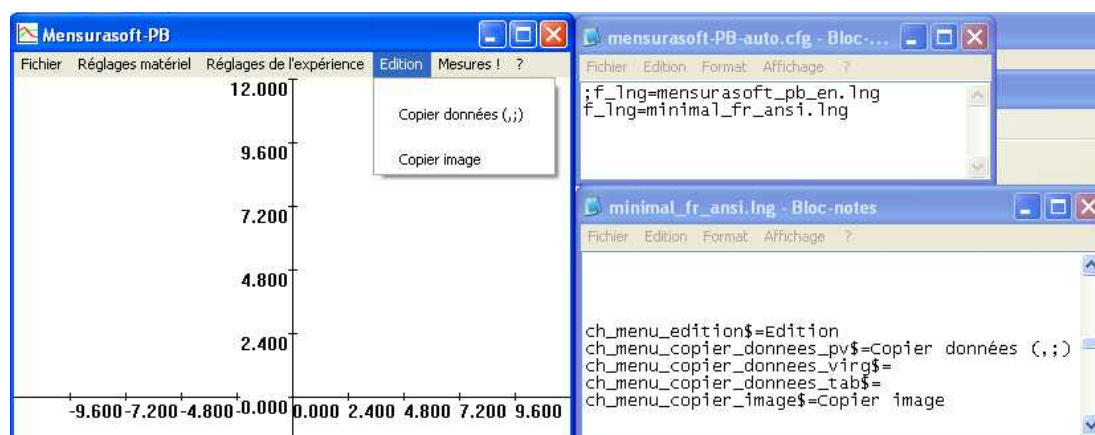 Mensurasoft-PB
Fichier Réglages matériel Réglages de l'expérience Edition Mesures ! ?
Copier données (,;)
Copier image
12.000
9.600
7.200
4.800
2.400
-9.600 -7.200 -4.800 -0.000 0.000 2.400 4.800 7.200 9.600
mensurasoft-PB-auto.cfg - Bloc-...
Fichier Edition Format Affichage ?
;f_lng=mensurasoft_pb_en.lng
f_lng=minimal_fr_ansi.lng
minimal_fr_ansi.lng - Bloc-notes
Fichier Edition Format Affichage ?
ch_menu_edition$=Edition
ch_menu_copier_donnees_pv$=Copier données (,;)
ch_menu_copier_donnees_virg$=
ch_menu_copier_donnees_tab$=
ch_menu_copier_image$=Copier image